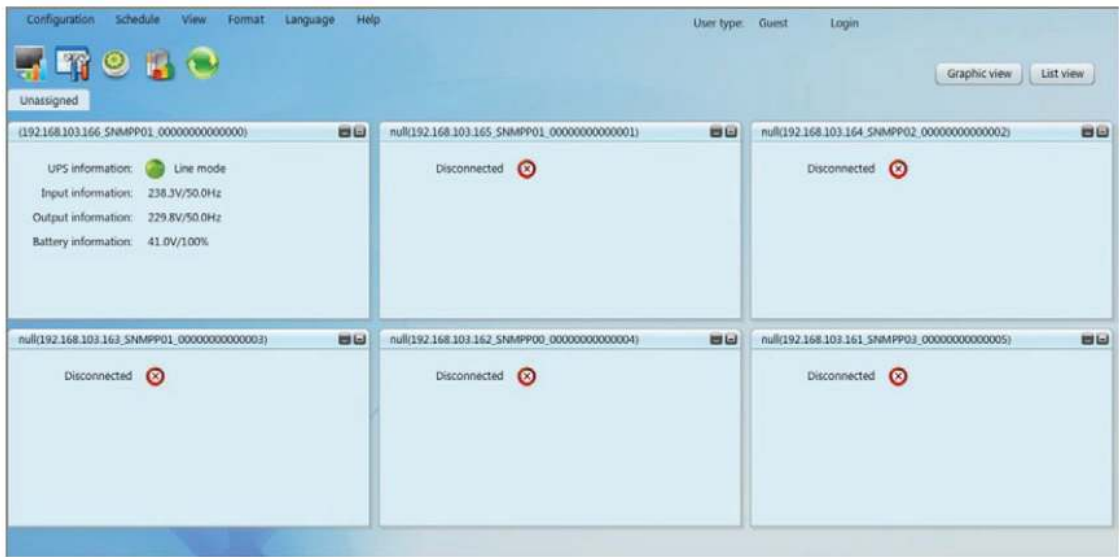 Configuration Schedule View Format Language Help
User type: Guest Login
Graphic view List view
Unassigned
(192.168.103.166_SNMPP01_00000000000000)
UPS information: Line mode
Input information: 238.3V/50.0Hz
Output information: 229.8V/50.0Hz
Battery information: 41.0V/100%
null(192.168.103.165_SNMPP01_00000000000001)
Disconnected
null(192.168.103.164_SNMPP02_00000000000002)
Disconnected
null(192.168.103.163_SNMPP01_00000000000003)
Disconnected
null(192.168.103.162_SNMPP00_00000000000004)
Disconnected
null(192.168.103.161_SNMPP03_00000000000005)
Disconnected